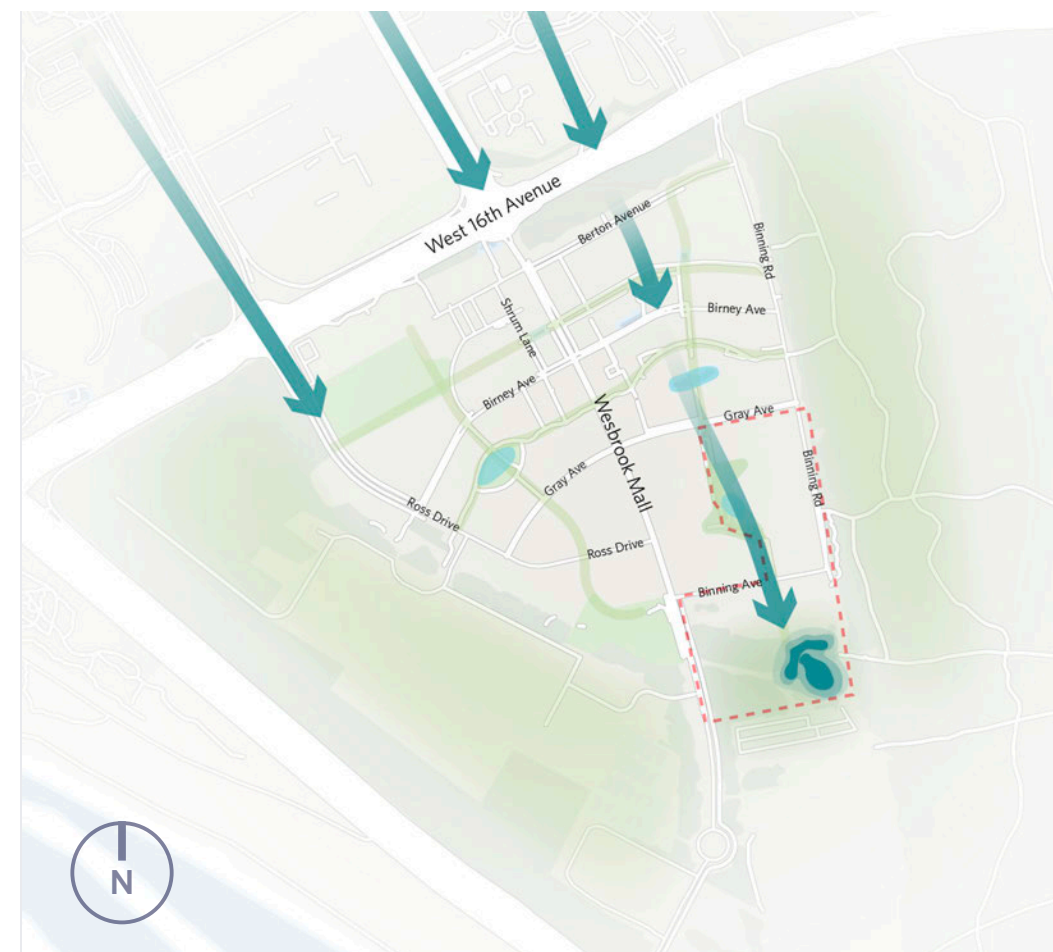 West 16th Avenue
Berton Avenue
Binning Rd
Shrum Lane
Birney Ave
Birney Ave
Wesbrook Mall
Gray Ave
Binning Rd
Gray Ave
Ross Drive
Ross Drive
Binning Ave
N